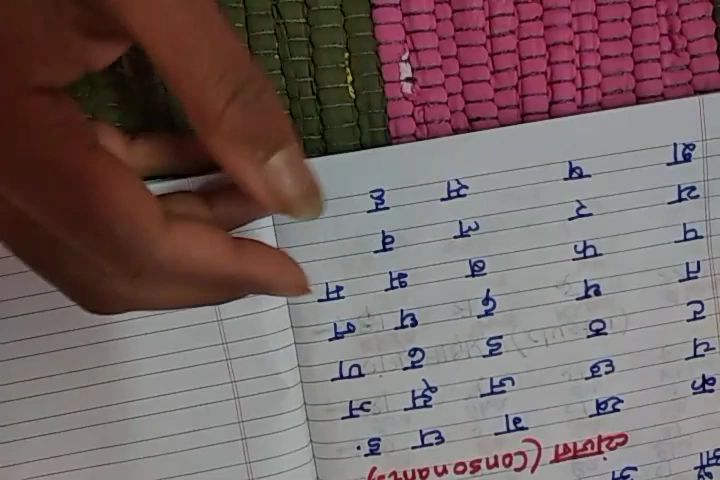 व्यंजन (Consonants
क ख ग घ ङ
च छ ज झ ञ
ट ठ ड ढ ण
त थ द ध न
प फ ब भ म
य र ल व
श ष स ह